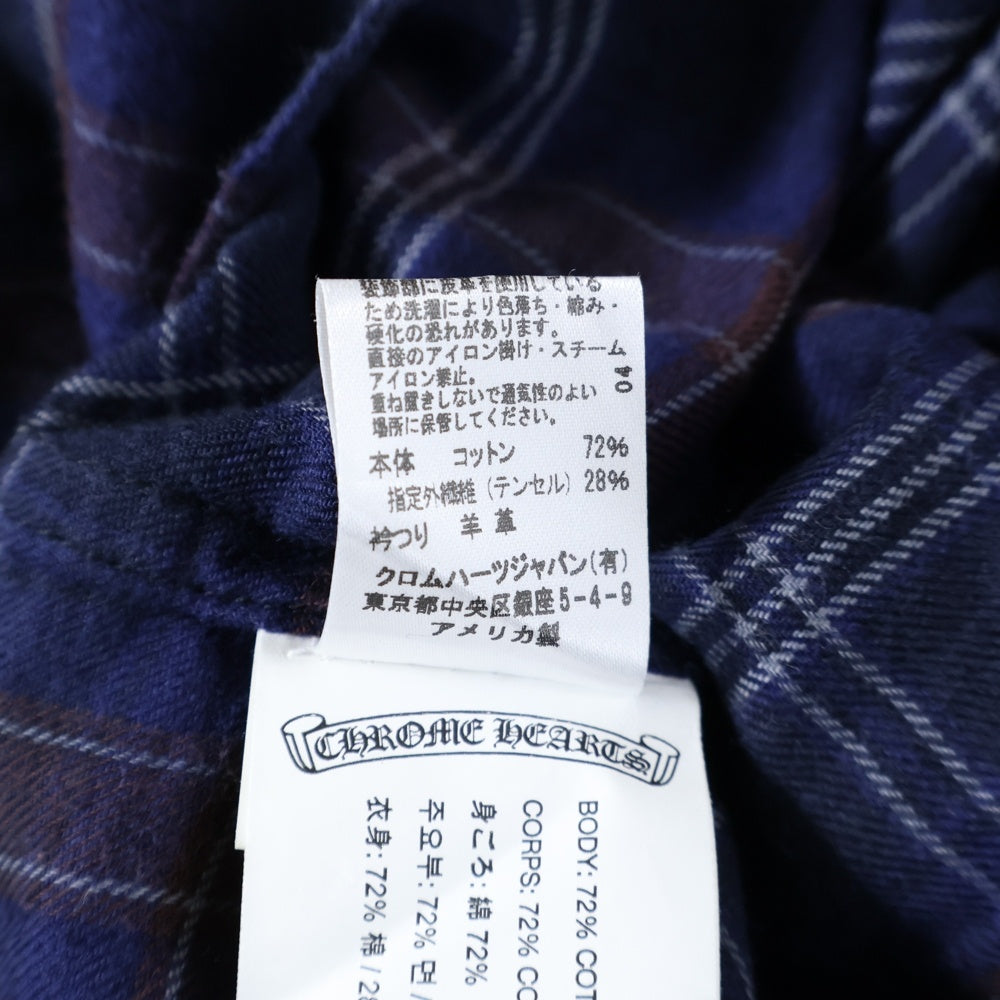 装飾部に皮革を使用している
ため洗濯により色落ち・縮み・
硬化の恐れがあります。
直接のアイロン掛け・スチーム
アイロン禁止。
重ね置きしないで通気性のよい
場所に保管してください。
04
本体 コットン 72%
指定外繊維(テンセル) 28%
衿つり 羊革
クロムハーツジャパン(有)
東京都中央区銀座5-4-9
アメリカ製
CHROME HEARTS
BODY: 72% COT
CORPS: 72% CO
身ごろ: 綿 72%
주요부: 72% 면 /
衣身: 72% 棉 / 28